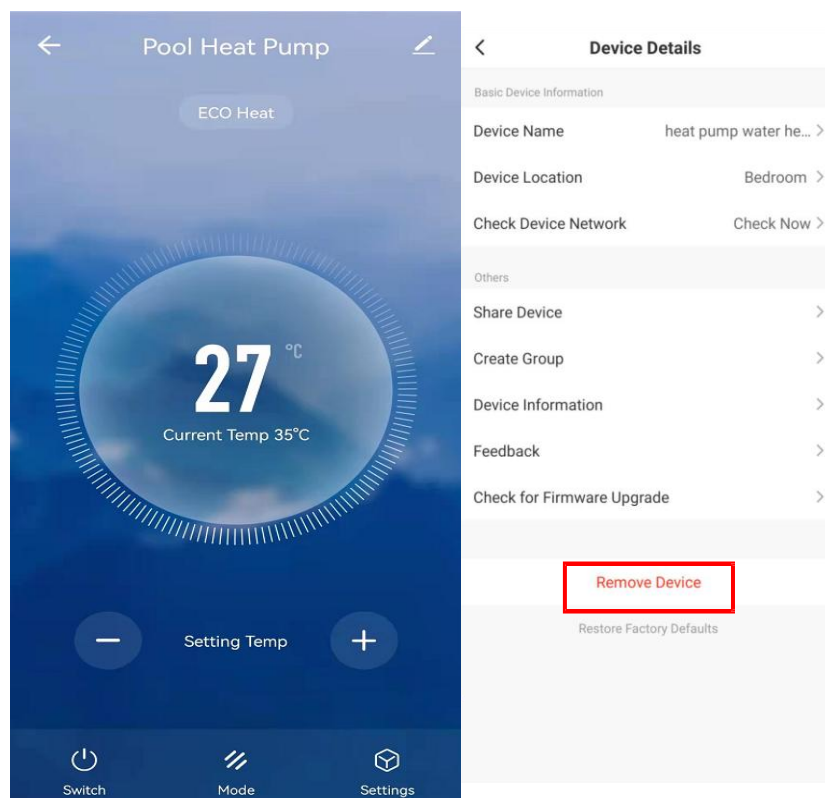 Pool Heat Pump
ECO Heat
27 °C
Current Temp 35°C
Setting Temp
Switch
Mode
Settings
Device Details
Basic Device Information
Device Name heat pump water he...
Device Location Bedroom
Check Device Network Check Now
Others
Share Device
Create Group
Device Information
Feedback
Check for Firmware Upgrade
Remove Device
Restore Factory Defaults